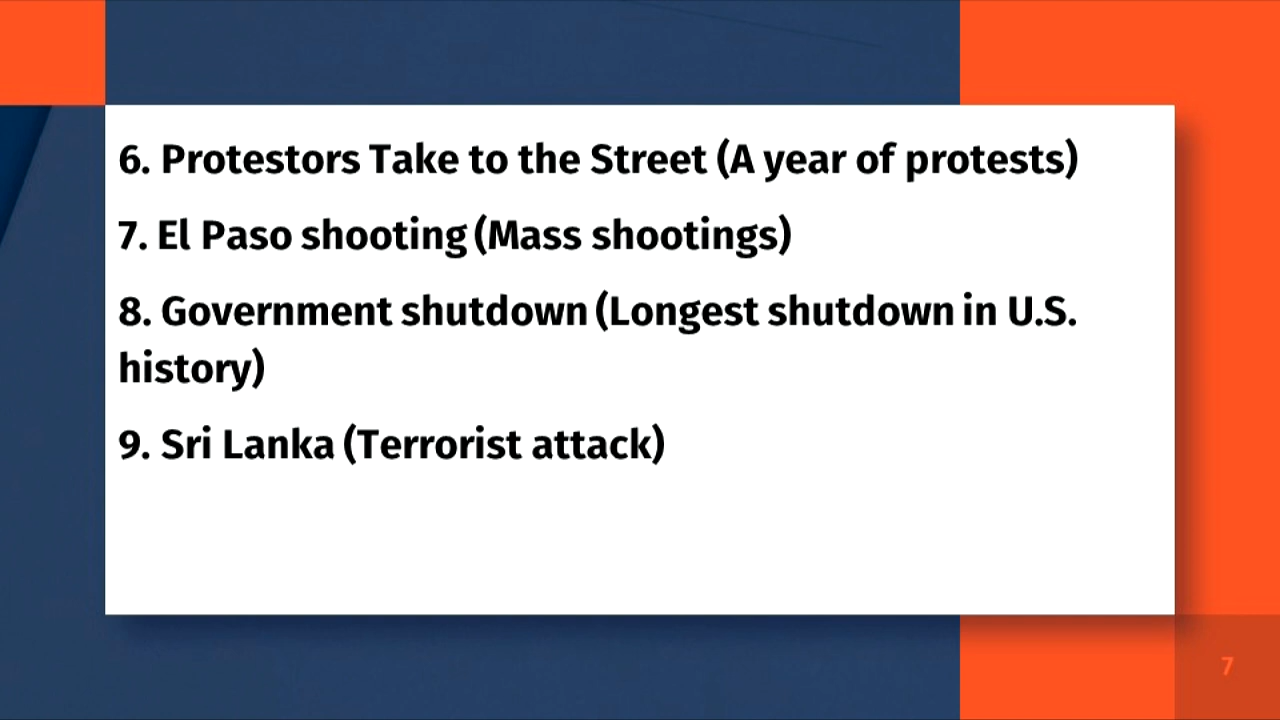 6. Protestors Take to the Street (A year of protests)
7. El Paso shooting (Mass shootings)
8. Government shutdown (Longest shutdown in U.S.
history)
9. Sri Lanka (Terrorist attack)
7